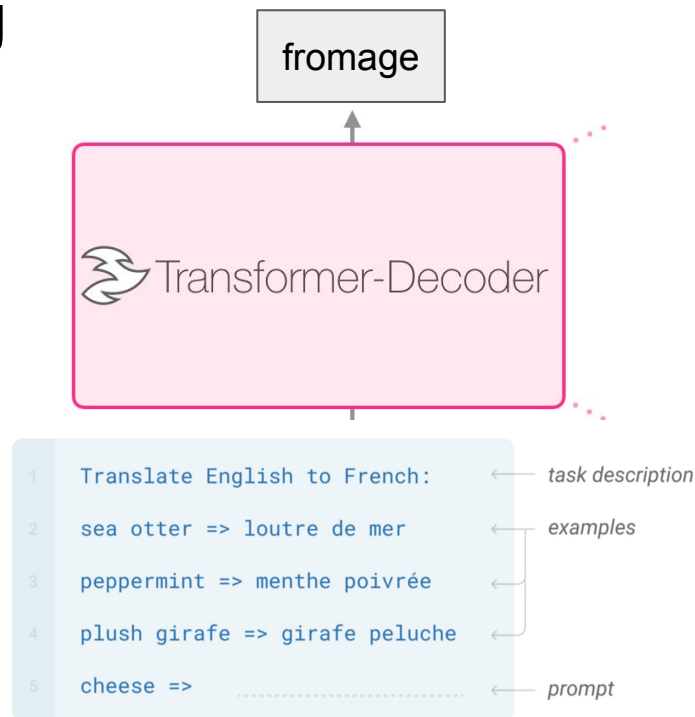 g
fromage
Transformer-Decoder
1 Translate English to French: task description
2 sea otter => loutre de mer examples
3 peppermint => menthe poivrée
4 plush girafe => girafe peluche
5 cheese => prompt